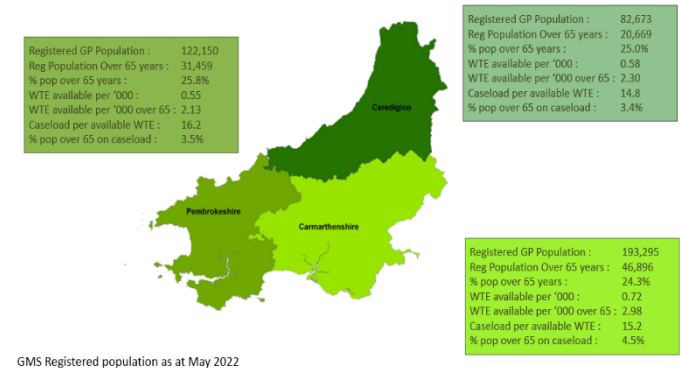 Registered GP Population : 122,150
Reg Population Over 65 years : 31,459
% pop over 65 years : 25.8%
WTE available per '000 : 0.55
WTE available per '000 over 65 : 2.13
Caseload per available WTE : 16.2
% pop over 65 on caseload : 3.5%
Registered GP Population : 82,673
Reg Population Over 65 years : 20,669
% pop over 65 years : 25.0%
WTE available per '000 : 0.58
WTE available per '000 over 65 : 2.30
Caseload per available WTE : 14.8
% pop over 65 on caseload : 3.4%
Ceredigion
Pembrokeshire
Carmarthenshire
Registered GP Population : 193,295
Reg Population Over 65 years : 46,896
% pop over 65 years : 24.3%
WTE available per '000 : 0.72
WTE available per '000 over 65 : 2.98
Caseload per available WTE : 15.2
% pop over 65 on caseload : 4.5%
GMS Registered population as at May 2022